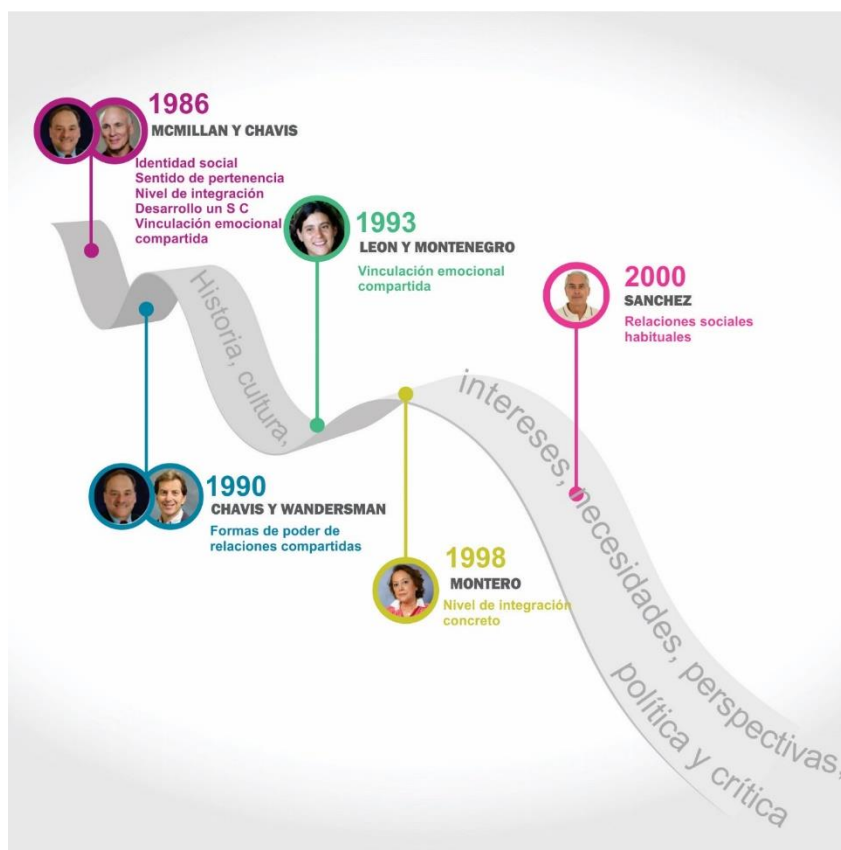 1986
MCMILLAN Y CHAVIS
Identidad social
Sentido de pertenencia
Nivel de integración
Desarrollo un S C
Vinculación emocional
compartida
1990
CHAVIS Y WANDERSMAN
Formas de poder de
relaciones compartidas
1993
LEON Y MONTENEGRO
Vinculación emocional
compartida
1998
MONTERO
Nivel de integración
concreto
2000
SANCHEZ
Relaciones sociales
habituales
Historia, cultura,
intereses, necesidades, perspectivas,
política y crítica